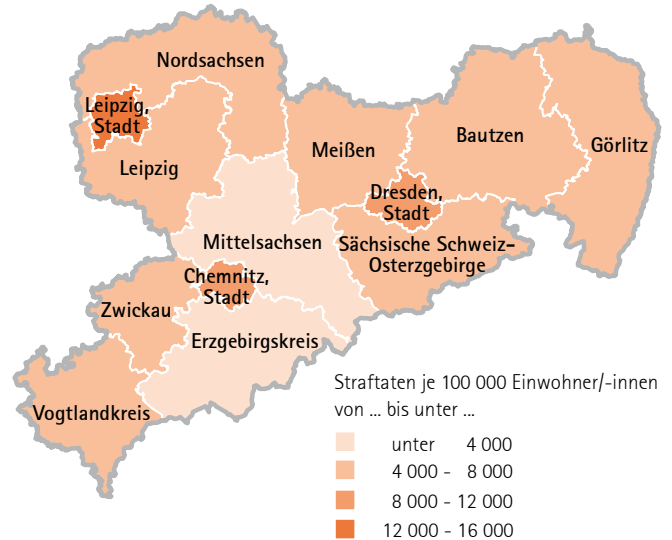 Nordsachsen
Leipzig,
Stadt
Leipzig
Meißen
Bautzen
Görlitz
Dresden,
Stadt
Mittelsachsen
Sächsische Schweiz-
Osterzgebirge
Chemnitz,
Stadt
Zwickau
Erzgebirgskreis
Vogtlandkreis
Straftaten je 100 000 Einwohner/-innen
von ... bis unter ...
unter 4 000
4 000 - 8 000
8 000 - 12 000
12 000 - 16 000